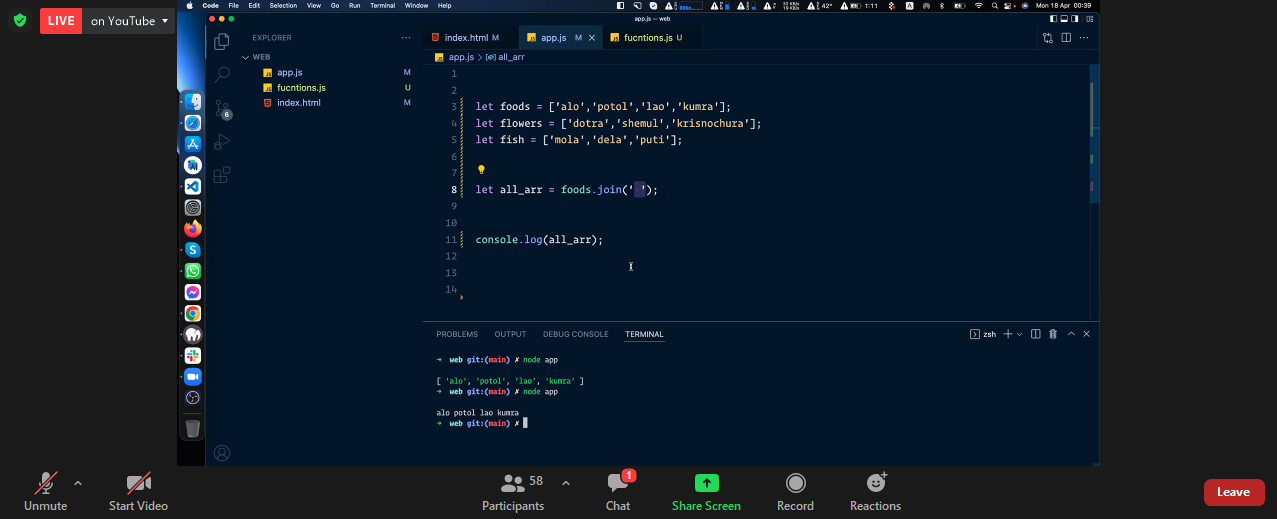 LIVE on YouTube
Code File Edit Selection View Go Run Terminal Window Help
1:11 Mon 18 Apr 00:39
app.js — web
EXPLORER
WEB
app.js M
fucntions.js U
index.html M
6
index.html M app.js M fucntions.js U
app.js > all_arr
1
2
3 let foods = ['alo','potol','lao','kumra'];
4 let flowers = ['dotra','shemul','krisnochura'];
5 let fish = ['mola','dela','puti'];
6
7
8 let all_arr = foods.join(' ');
9
10
11 console.log(all_arr);
12
13
14
PROBLEMS OUTPUT DEBUG CONSOLE TERMINAL
zsh
➜ web git:(main) ✗ node app
[ 'alo', 'potol', 'lao', 'kumra' ]
➜ web git:(main) ✗ node app
alo potol lao kumra
➜ web git:(main) ✗
Unmute
Start Video
58
Participants
1
Chat
Share Screen
Record
Reactions
Leave